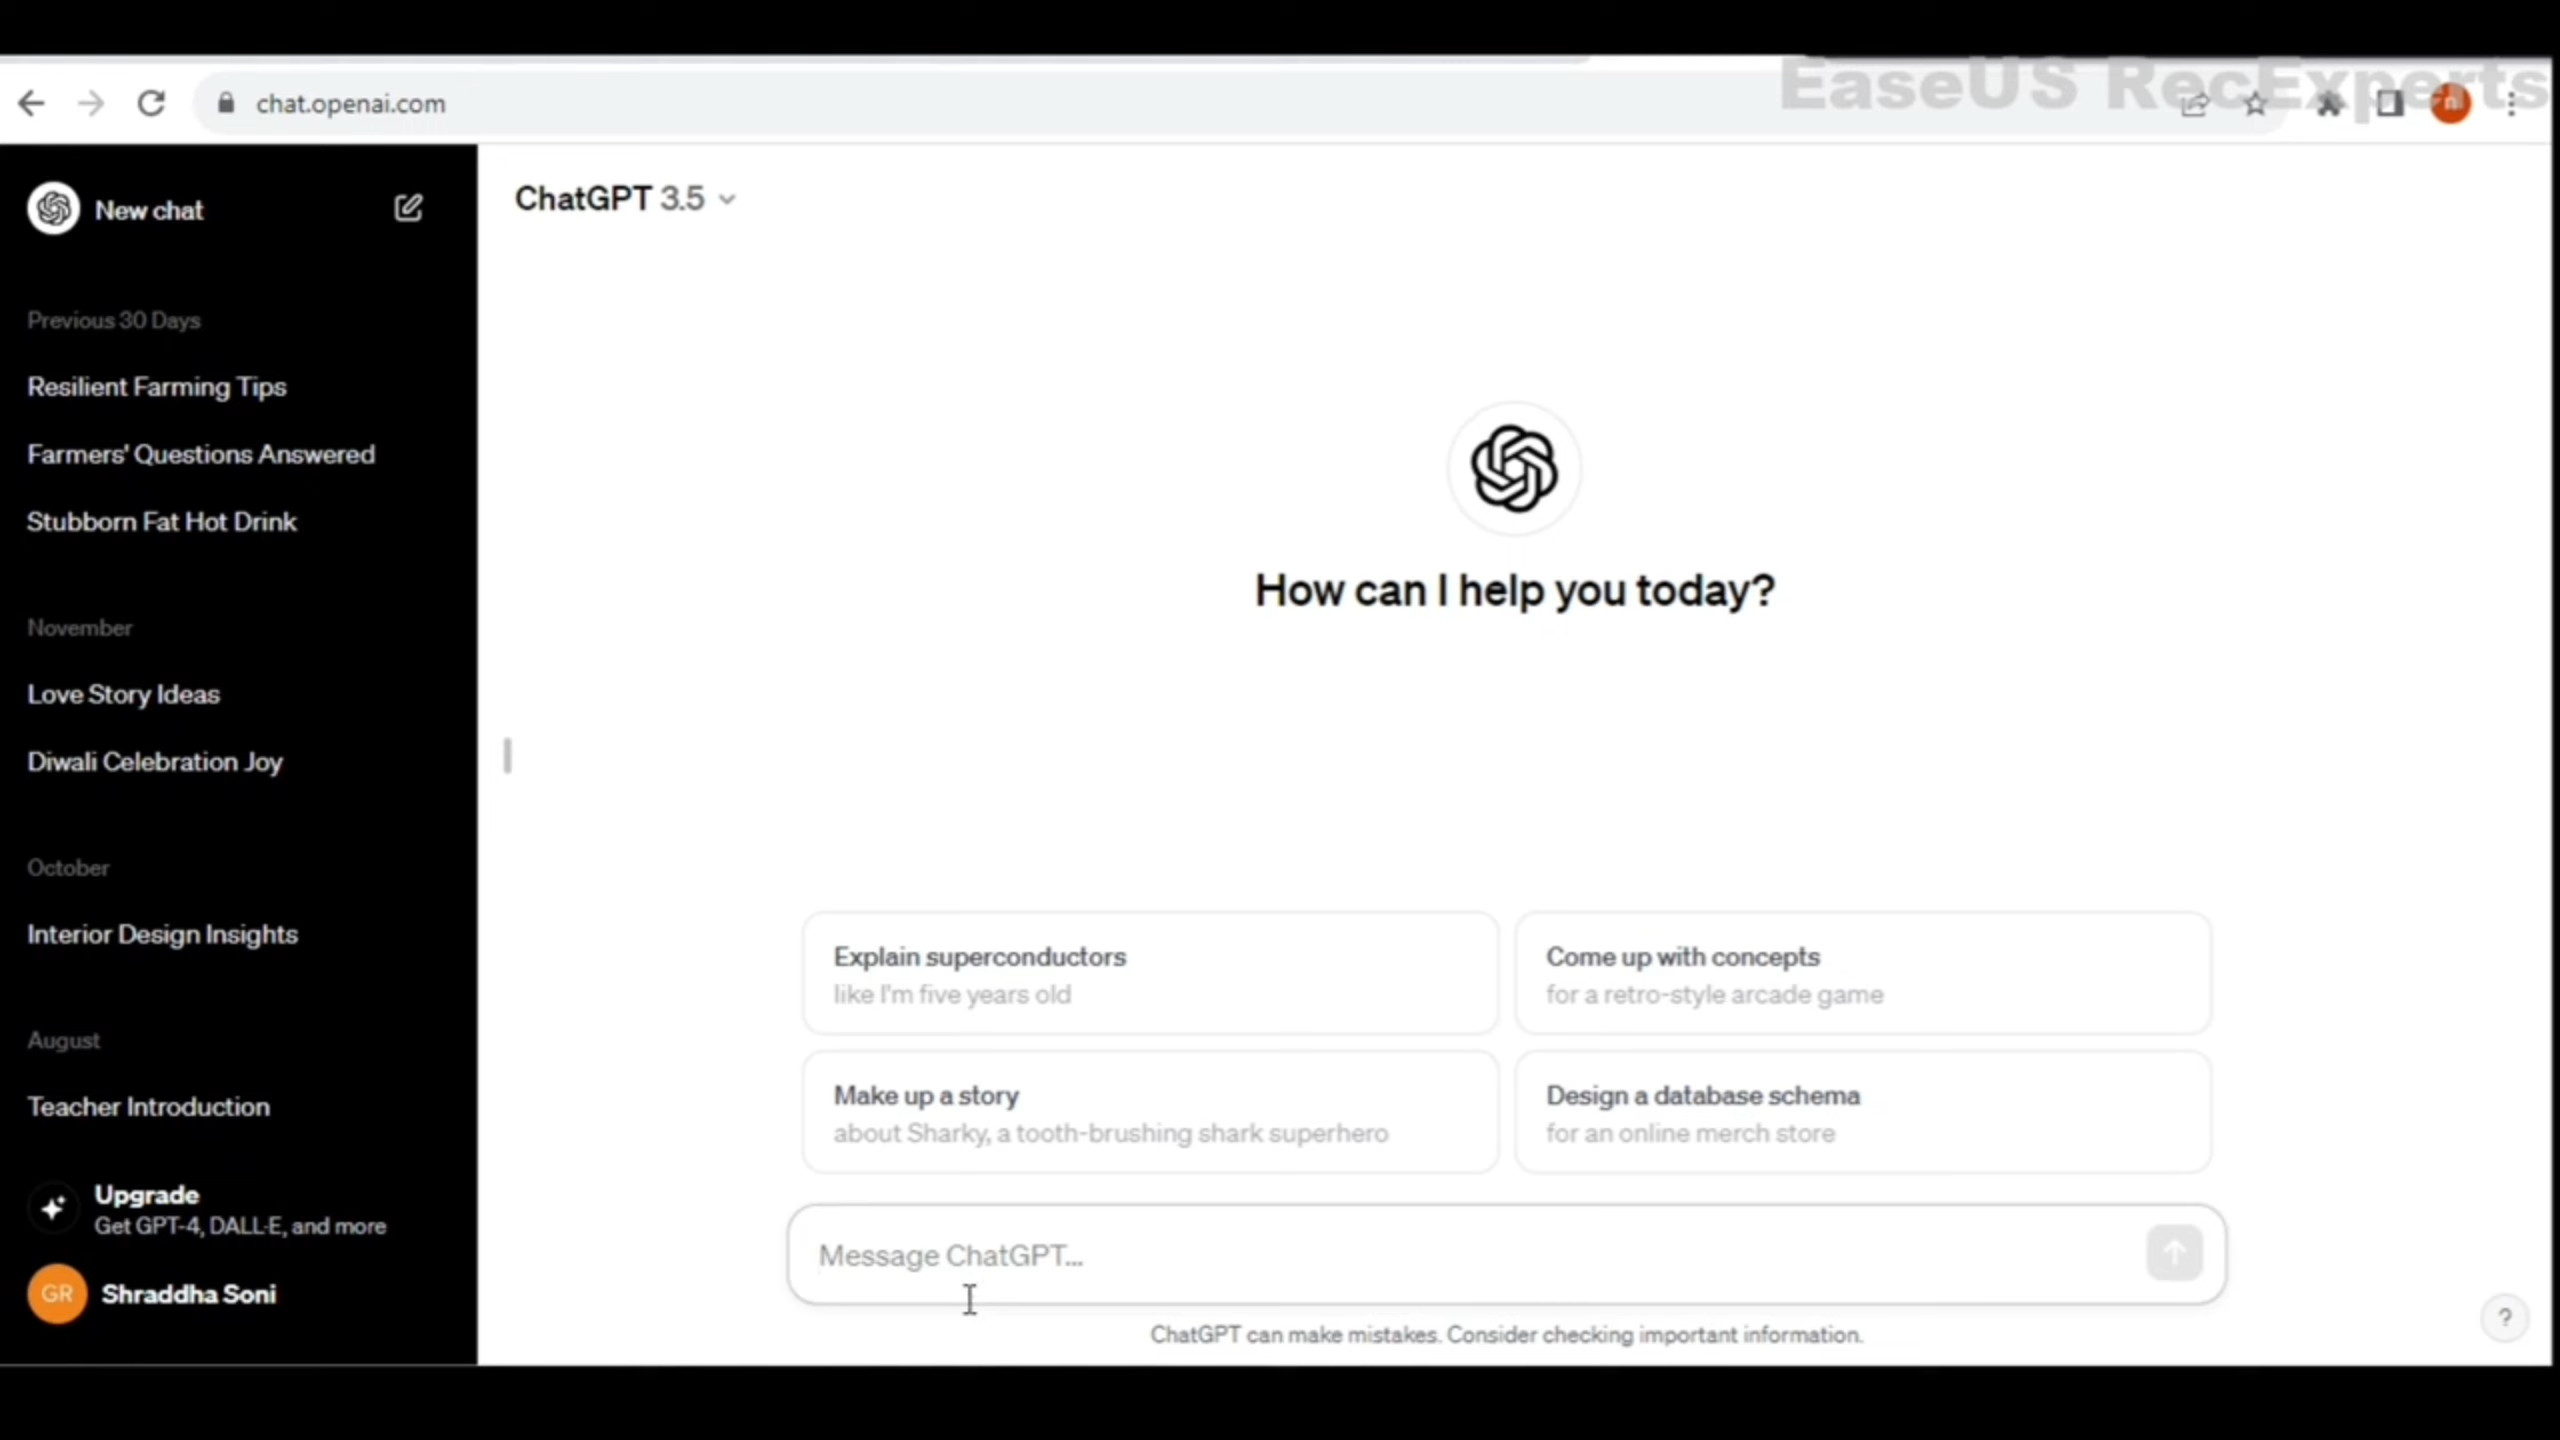 EaseUS RecExperts
chat.openai.com
n
New chat
Previous 30 Days
Resilient Farming Tips
Farmers' Questions Answered
Stubborn Fat Hot Drink
November
Love Story Ideas
Diwali Celebration Joy
October
Interior Design Insights
August
Teacher Introduction
Upgrade
Get GPT-4, DALL·E, and more
GR
Shraddha Soni
ChatGPT 3.5
How can I help you today?
Explain superconductors
like I'm five years old
Come up with concepts
for a retro-style arcade game
Make up a story
about Sharky, a tooth-brushing shark superhero
Design a database schema
for an online merch store
Message ChatGPT...
ChatGPT can make mistakes. Consider checking important information.
?